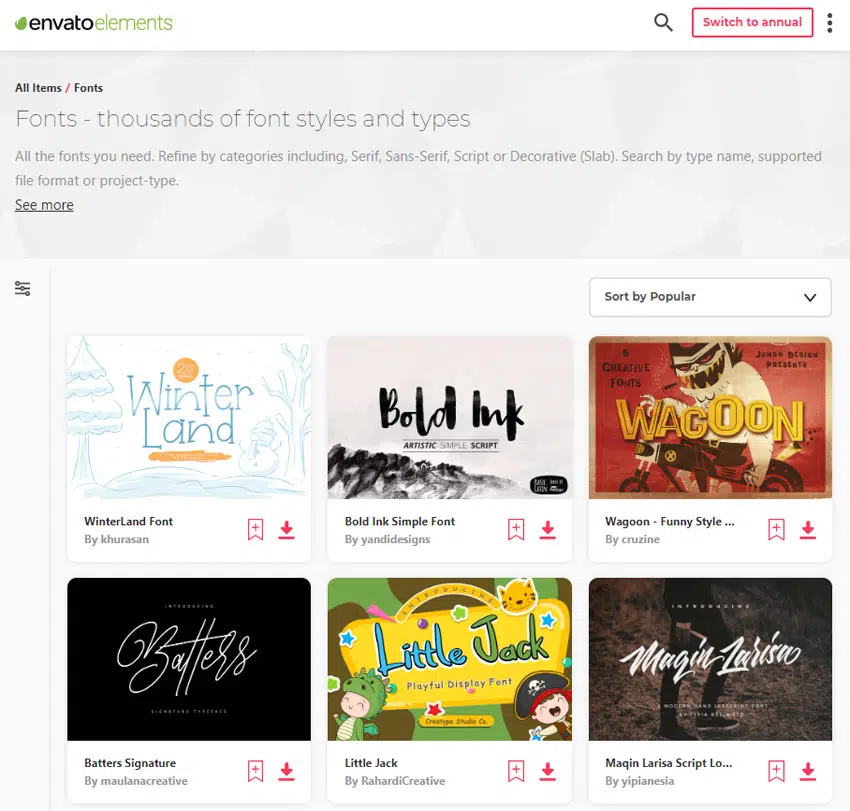 envatoelements
Switch to annual
All Items / Fonts
Fonts - thousands of font styles and types
All the fonts you need. Refine by categories including, Serif, Sans-Serif, Script or Decorative (Slab). Search by type name, supported
file format or project-type.
See more
Sort by Popular
Winter
Land
Bold Ink
ARTISTIC SIMPLE SCRIPT
6
CREATIVE
FONTS
JUMBO DESIGN
PRESENTS
WAGOON
WinterLand Font
By khurasan
Bold Ink Simple Font
By yandidesigns
Wagoon - Funny Style ...
By cruzine
INTRODUCING
Batters
SIGNATURE TYPEFACE
INTRODUCING
Little Jack
Playful Display Font
Creatype Studio Co.
INTRODUCING
Maqin Larisa
A MODERN HAND LETTERING FONT
Batters Signature
By maulanacreative
Little Jack
By RahardiCreative
Maqin Larisa Script Lo...
By yipianesia